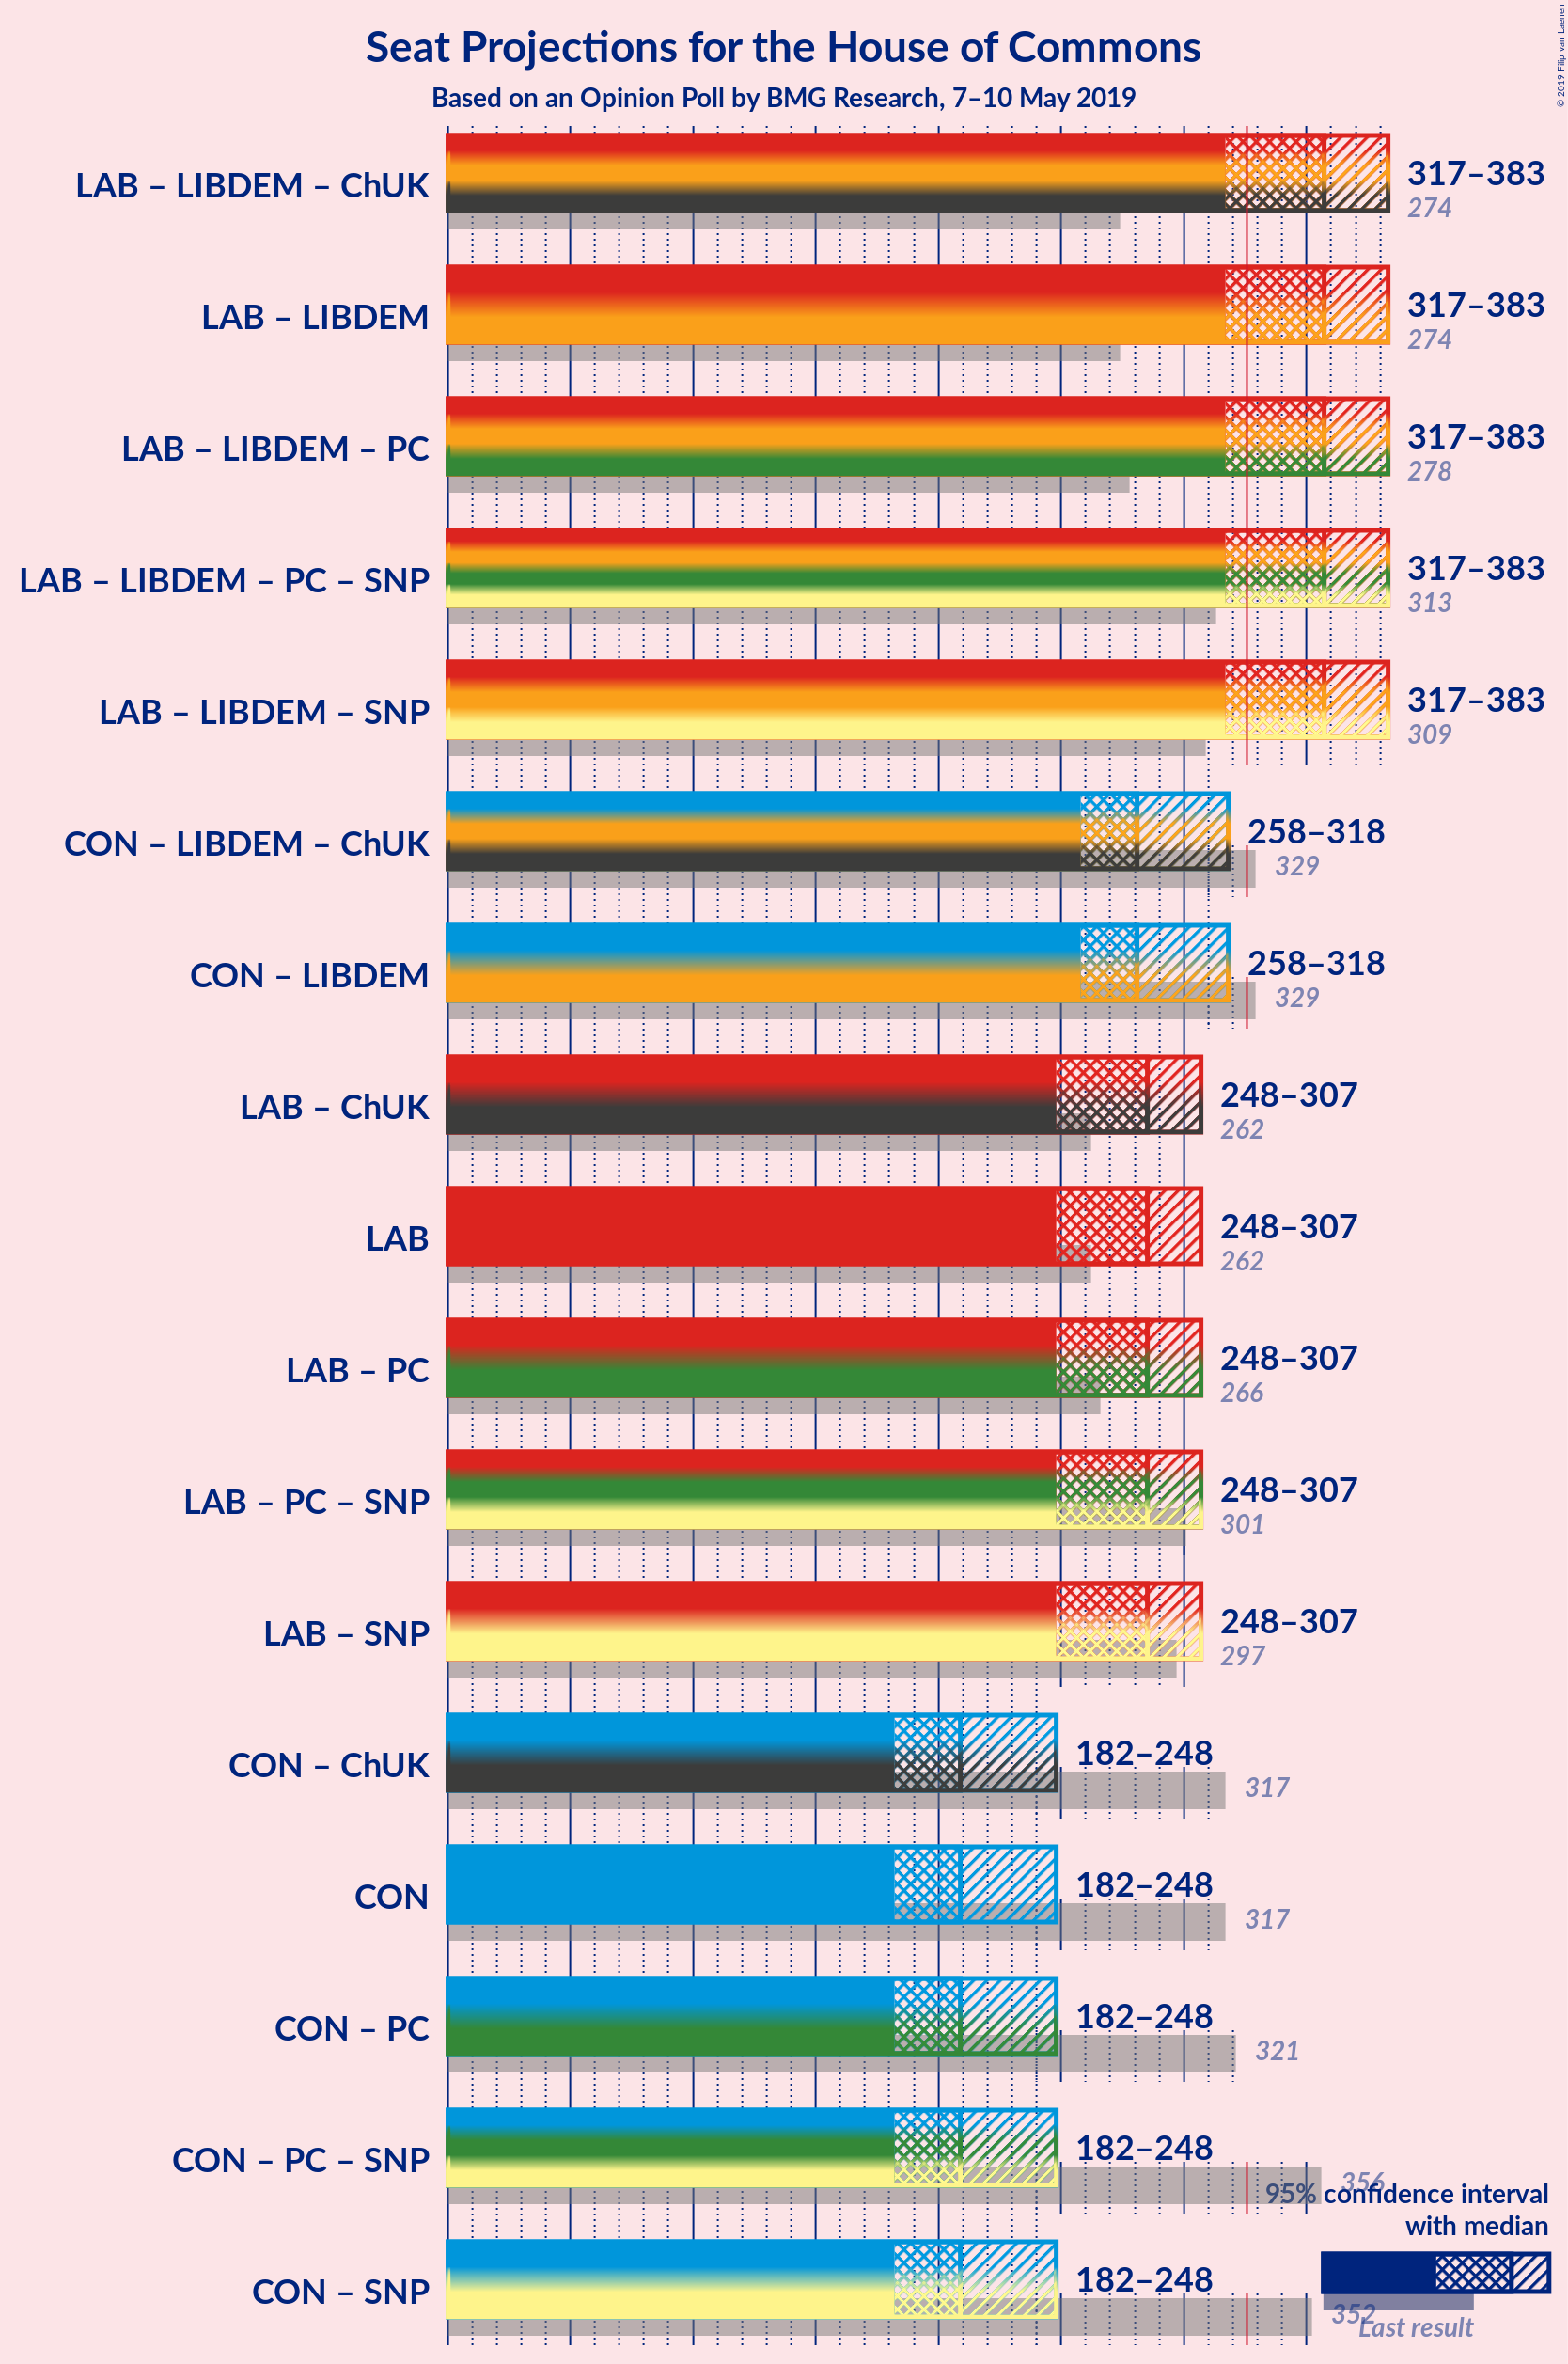 Seat Projections for the House of Commons
Based on an Opinion Poll by BMG Research, 7–10 May 2019
© 2019 Filip van Laenen
LAB – LIBDEM – ChUK
317–383
274
LAB – LIBDEM
317–383
274
LAB – LIBDEM – PC
317–383
278
LAB – LIBDEM – PC – SNP
317–383
313
LAB – LIBDEM – SNP
317–383
309
CON – LIBDEM – ChUK
258–318
329
CON – LIBDEM
258–318
329
LAB – ChUK
248–307
262
LAB
248–307
262
LAB – PC
248–307
266
LAB – PC – SNP
248–307
301
LAB – SNP
248–307
297
CON – ChUK
182–248
317
CON
182–248
317
CON – PC
182–248
321
CON – PC – SNP
182–248
356
95% confidence interval
with median
CON – SNP
182–248
352
Last result